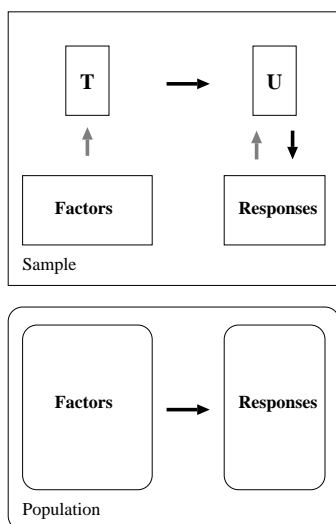 T U
Factors Responses
Sample
Factors Responses
Population